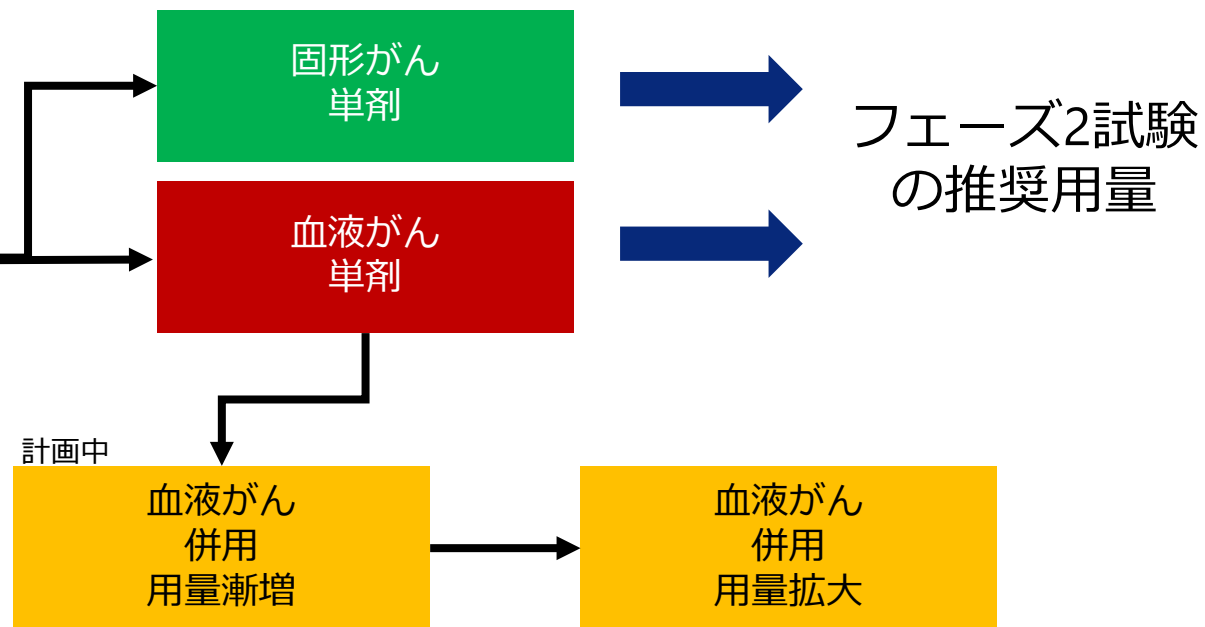 固形がん
単剤
フェーズ2試験
の推奨用量
血液がん
単剤
計画中
血液がん
併用
用量漸増
血液がん
併用
用量拡大